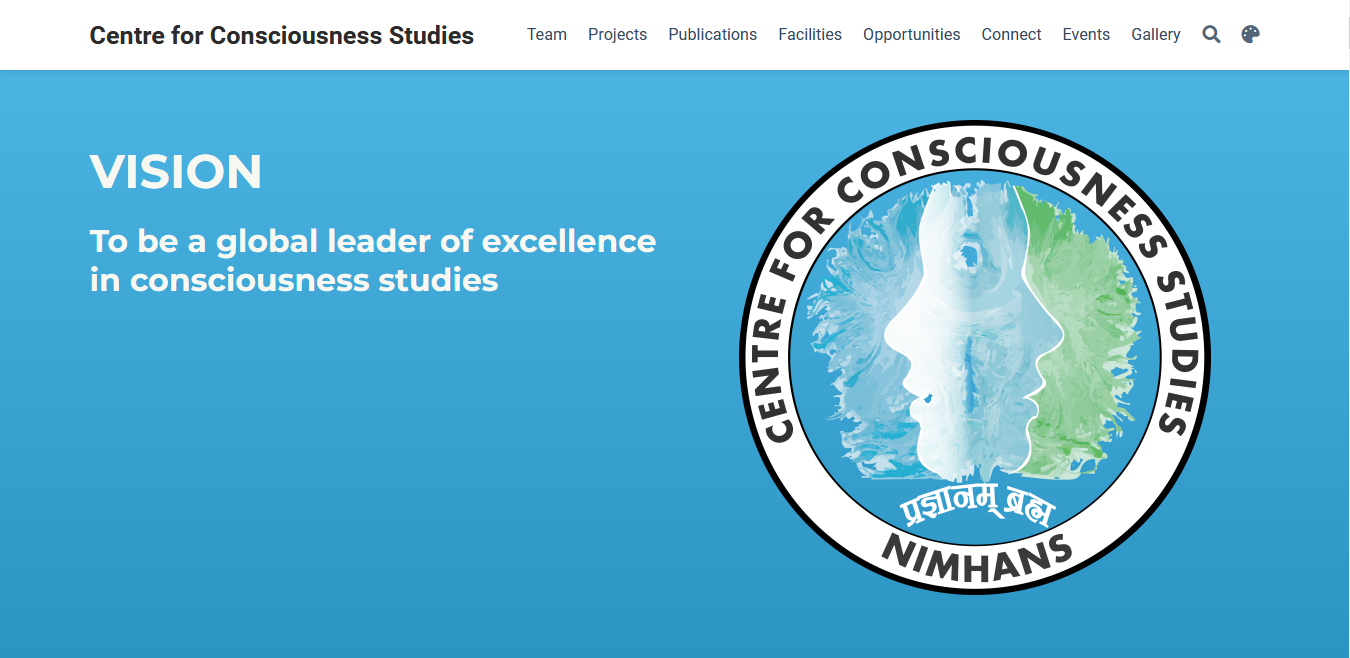 Centre for Consciousness Studies
Team Projects Publications Facilities Opportunities Connect Events Gallery
VISION
To be a global leader of excellence
in consciousness studies
CENTRE FOR CONSCIOUSNESS STUDIES
प्रज्ञानम् ब्रह्म
NIMHANS